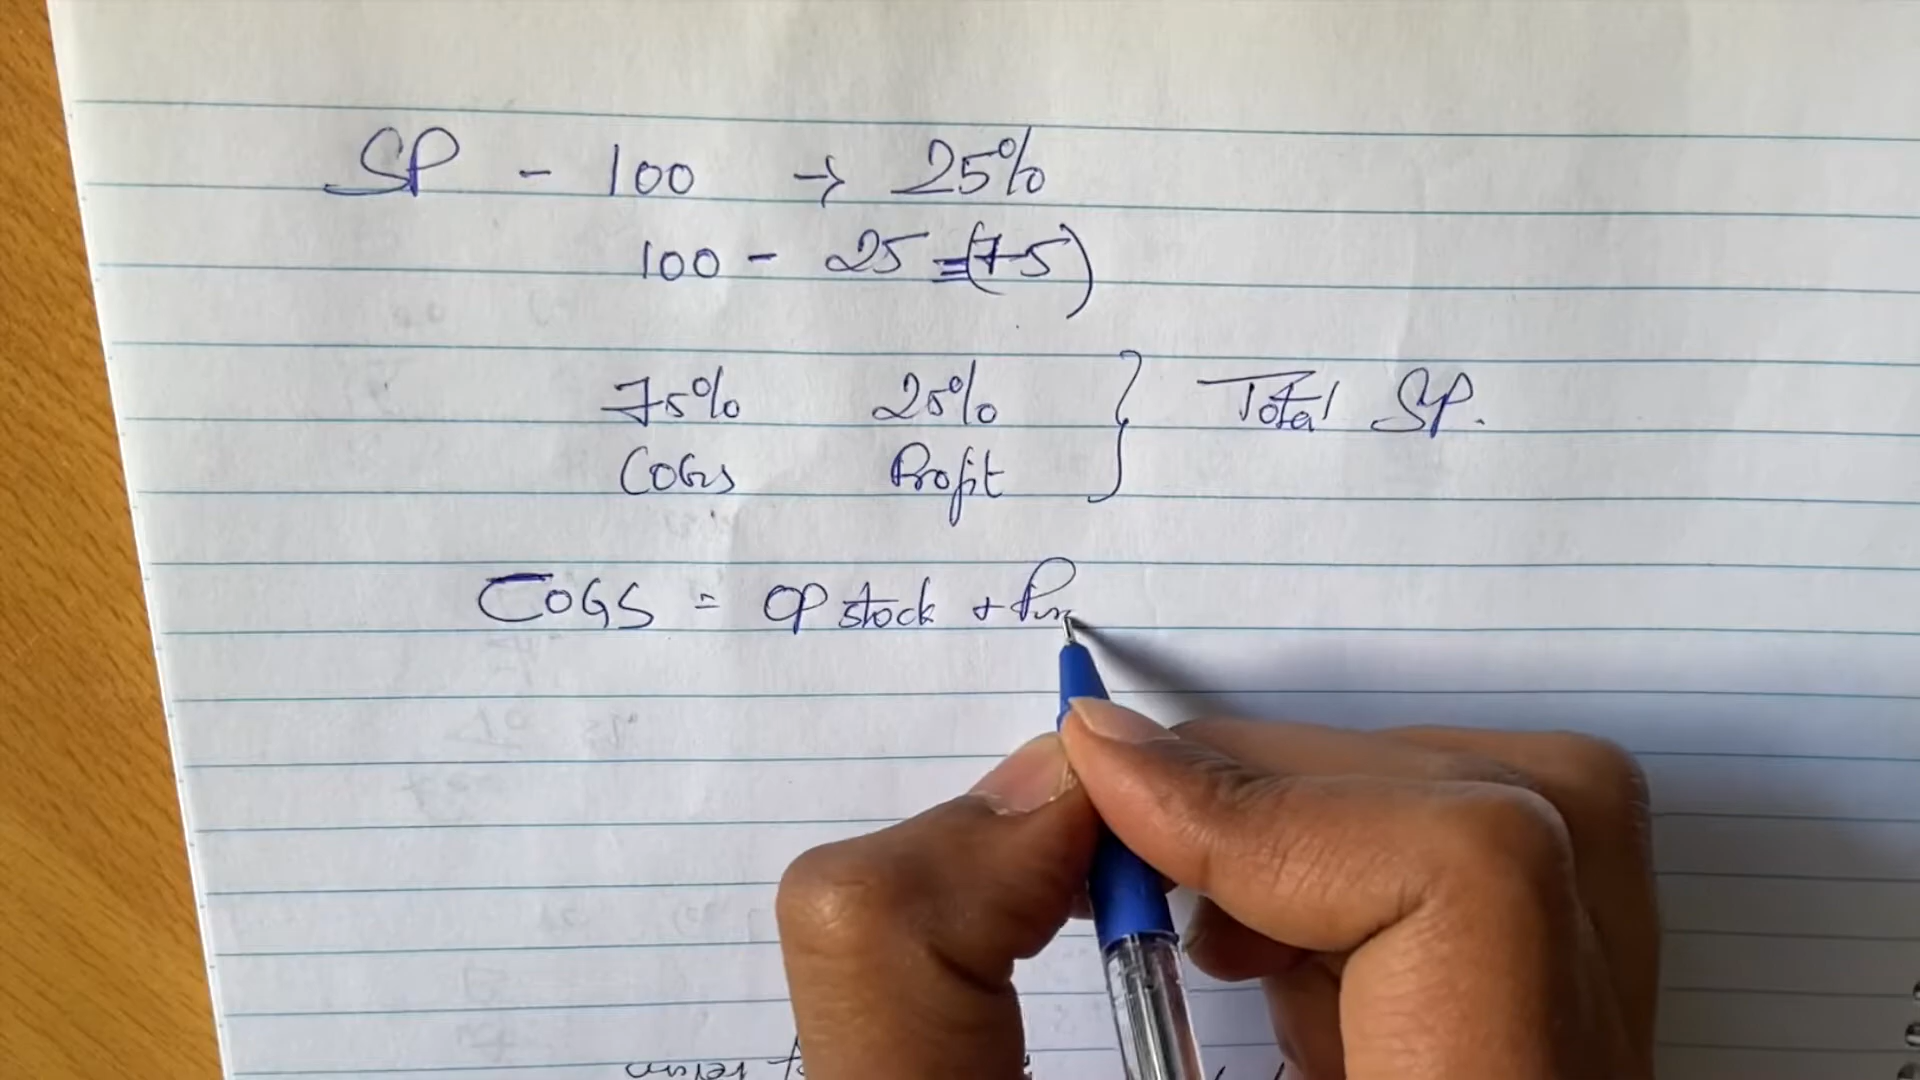 SP - 100 → 25%
100 - 25 = (75)
75% 25% } Total SP.
COGS Profit
COGS = OP stock + Pur